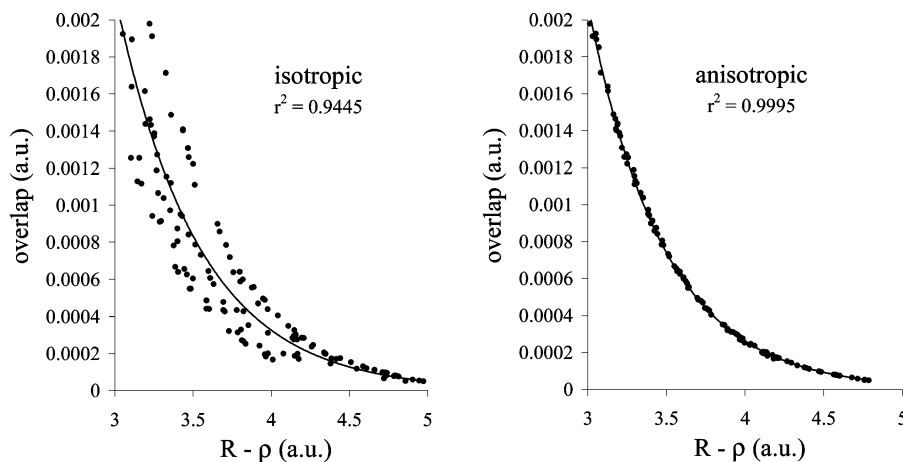 0.002
0.0018
0.0016
0.0014
0.0012
0.001
0.0008
0.0006
0.0004
0.0002
0
overlap (a.u.)
isotropic
r² = 0.9445
3 3.5 4 4.5 5
R - ρ (a.u.)
0.002
0.0018
0.0016
0.0014
0.0012
0.001
0.0008
0.0006
0.0004
0.0002
0
overlap (a.u.)
anisotropic
r² = 0.9995
3 3.5 4 4.5 5
R - ρ (a.u.)